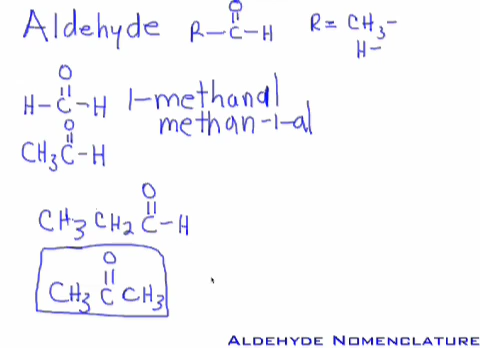 Aldehyde R-C-H R= CH3-
O
H-
O
H-C-H 1-methanal
methan-1-al
O
CH3C-H
O
CH3CH2C-H
O
CH3CCH3
ALDEHYDE NOMENCLATURE